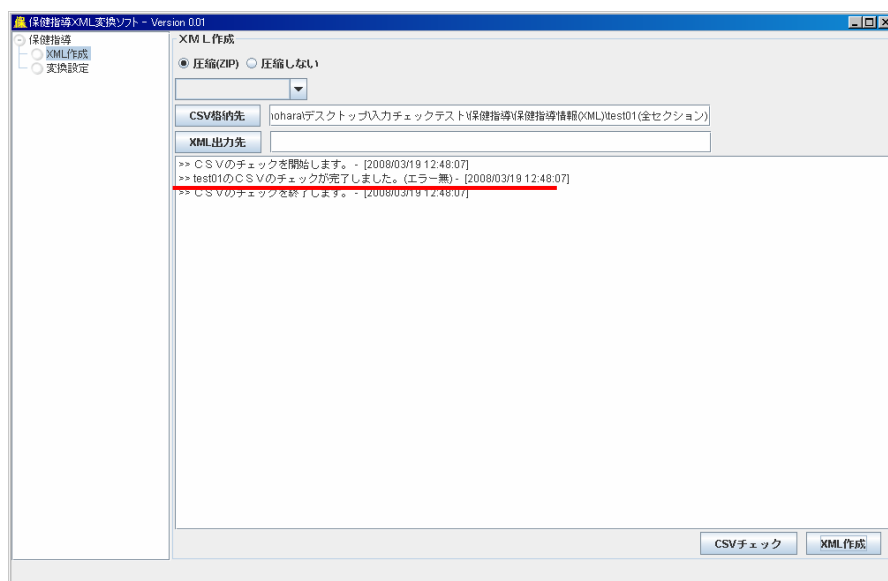 保健指導XML変換ソフト - Version 0.01
保健指導
XML作成
変換設定
XML作成
圧縮(ZIP) 圧縮しない
CSV格納先 ohara\デスクトップ\入力チェックテスト\保健指導\保健指導情報(XML)\test01(全セクション)
XML出力先
>> CSVのチェックを開始します。 - [2008/03/19 12:48:07]
>> test01のCSVのチェックが完了しました。(エラー無) - [2008/03/19 12:48:07]
>> CSVのチェックを終了します。 - [2008/03/19 12:48:07]
CSVチェック XML作成